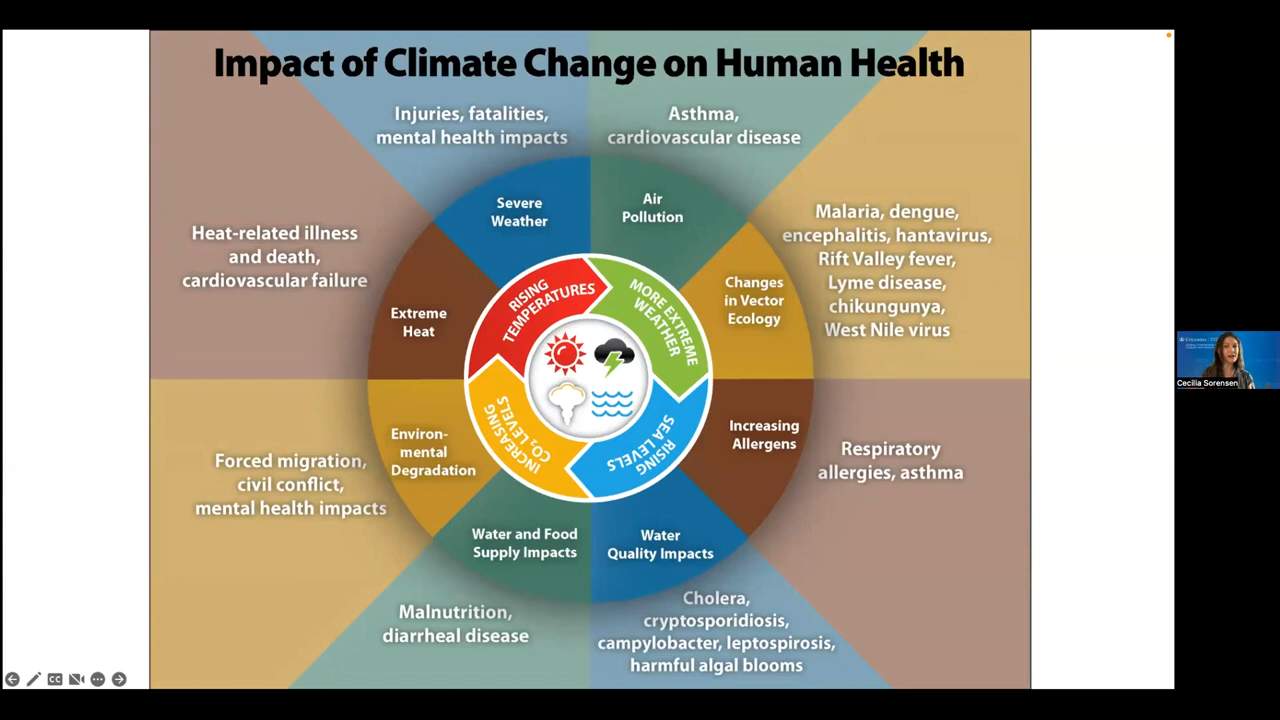 Impact of Climate Change on Human Health
Injuries, fatalities,
mental health impacts
Asthma,
cardiovascular disease
Severe
Weather
Air
Pollution
Malaria, dengue,
encephalitis, hantavirus,
Rift Valley fever,
Lyme disease,
chikungunya,
West Nile virus
Heat-related illness
and death,
cardiovascular failure
Extreme
Heat
Changes
in Vector
Ecology
RISING
TEMPERATURES
MORE EXTREME
WEATHER
INCREASING
CO₂ LEVELS
RISING
SEA LEVELS
Environ-
mental
Degradation
Increasing
Allergens
Forced migration,
civil conflict,
mental health impacts
Respiratory
allergies, asthma
Water and Food
Supply Impacts
Water
Quality Impacts
Malnutrition,
diarrheal disease
Cholera,
cryptosporidiosis,
campylobacter, leptospirosis,
harmful algal blooms
CC
Cecilia Sorensen